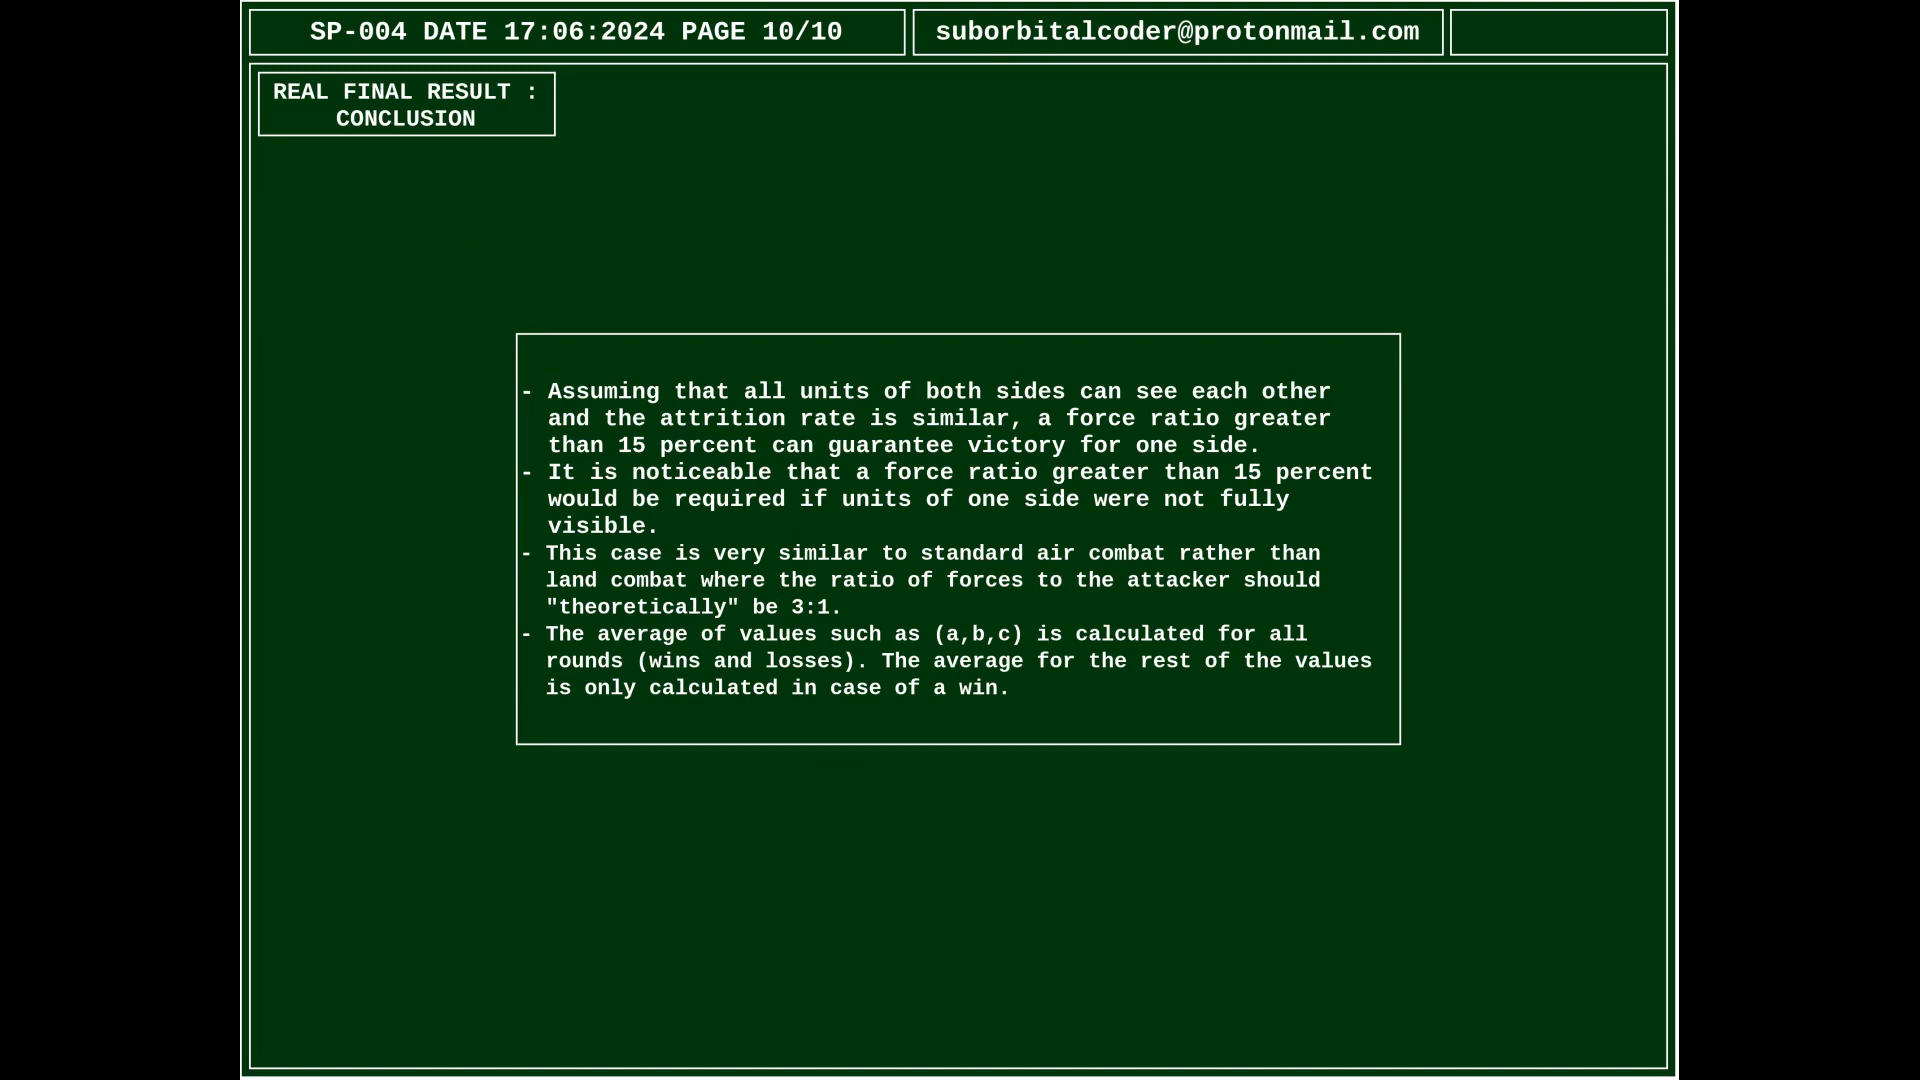 SP-004 DATE 17:06:2024 PAGE 10/10
suborbitalcoder@protonmail.com
REAL FINAL RESULT :
CONCLUSION
- Assuming that all units of both sides can see each other
and the attrition rate is similar, a force ratio greater
than 15 percent can guarantee victory for one side.
- It is noticeable that a force ratio greater than 15 percent
would be required if units of one side were not fully
visible.
- This case is very similar to standard air combat rather than
land combat where the ratio of forces to the attacker should
"theoretically" be 3:1.
- The average of values such as (a,b,c) is calculated for all
rounds (wins and losses). The average for the rest of the values
is only calculated in case of a win.